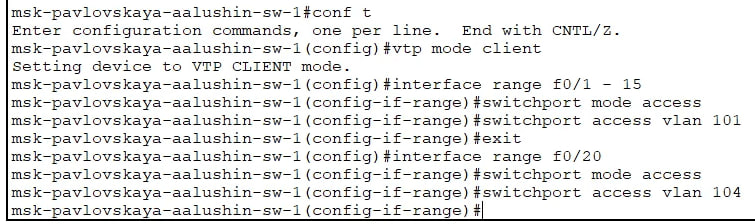 msk-pavlovskaya-aalushin-sw-1#conf t
Enter configuration commands, one per line.  End with CNTL/Z.
msk-pavlovskaya-aalushin-sw-1(config)#vtp mode client
Setting device to VTP CLIENT mode.
msk-pavlovskaya-aalushin-sw-1(config)#interface range f0/1 - 15
msk-pavlovskaya-aalushin-sw-1(config-if-range)#switchport mode access
msk-pavlovskaya-aalushin-sw-1(config-if-range)#switchport access vlan 101
msk-pavlovskaya-aalushin-sw-1(config-if-range)#exit
msk-pavlovskaya-aalushin-sw-1(config)#interface range f0/20
msk-pavlovskaya-aalushin-sw-1(config-if-range)#switchport mode access
msk-pavlovskaya-aalushin-sw-1(config-if-range)#switchport access vlan 104
msk-pavlovskaya-aalushin-sw-1(config-if-range)#